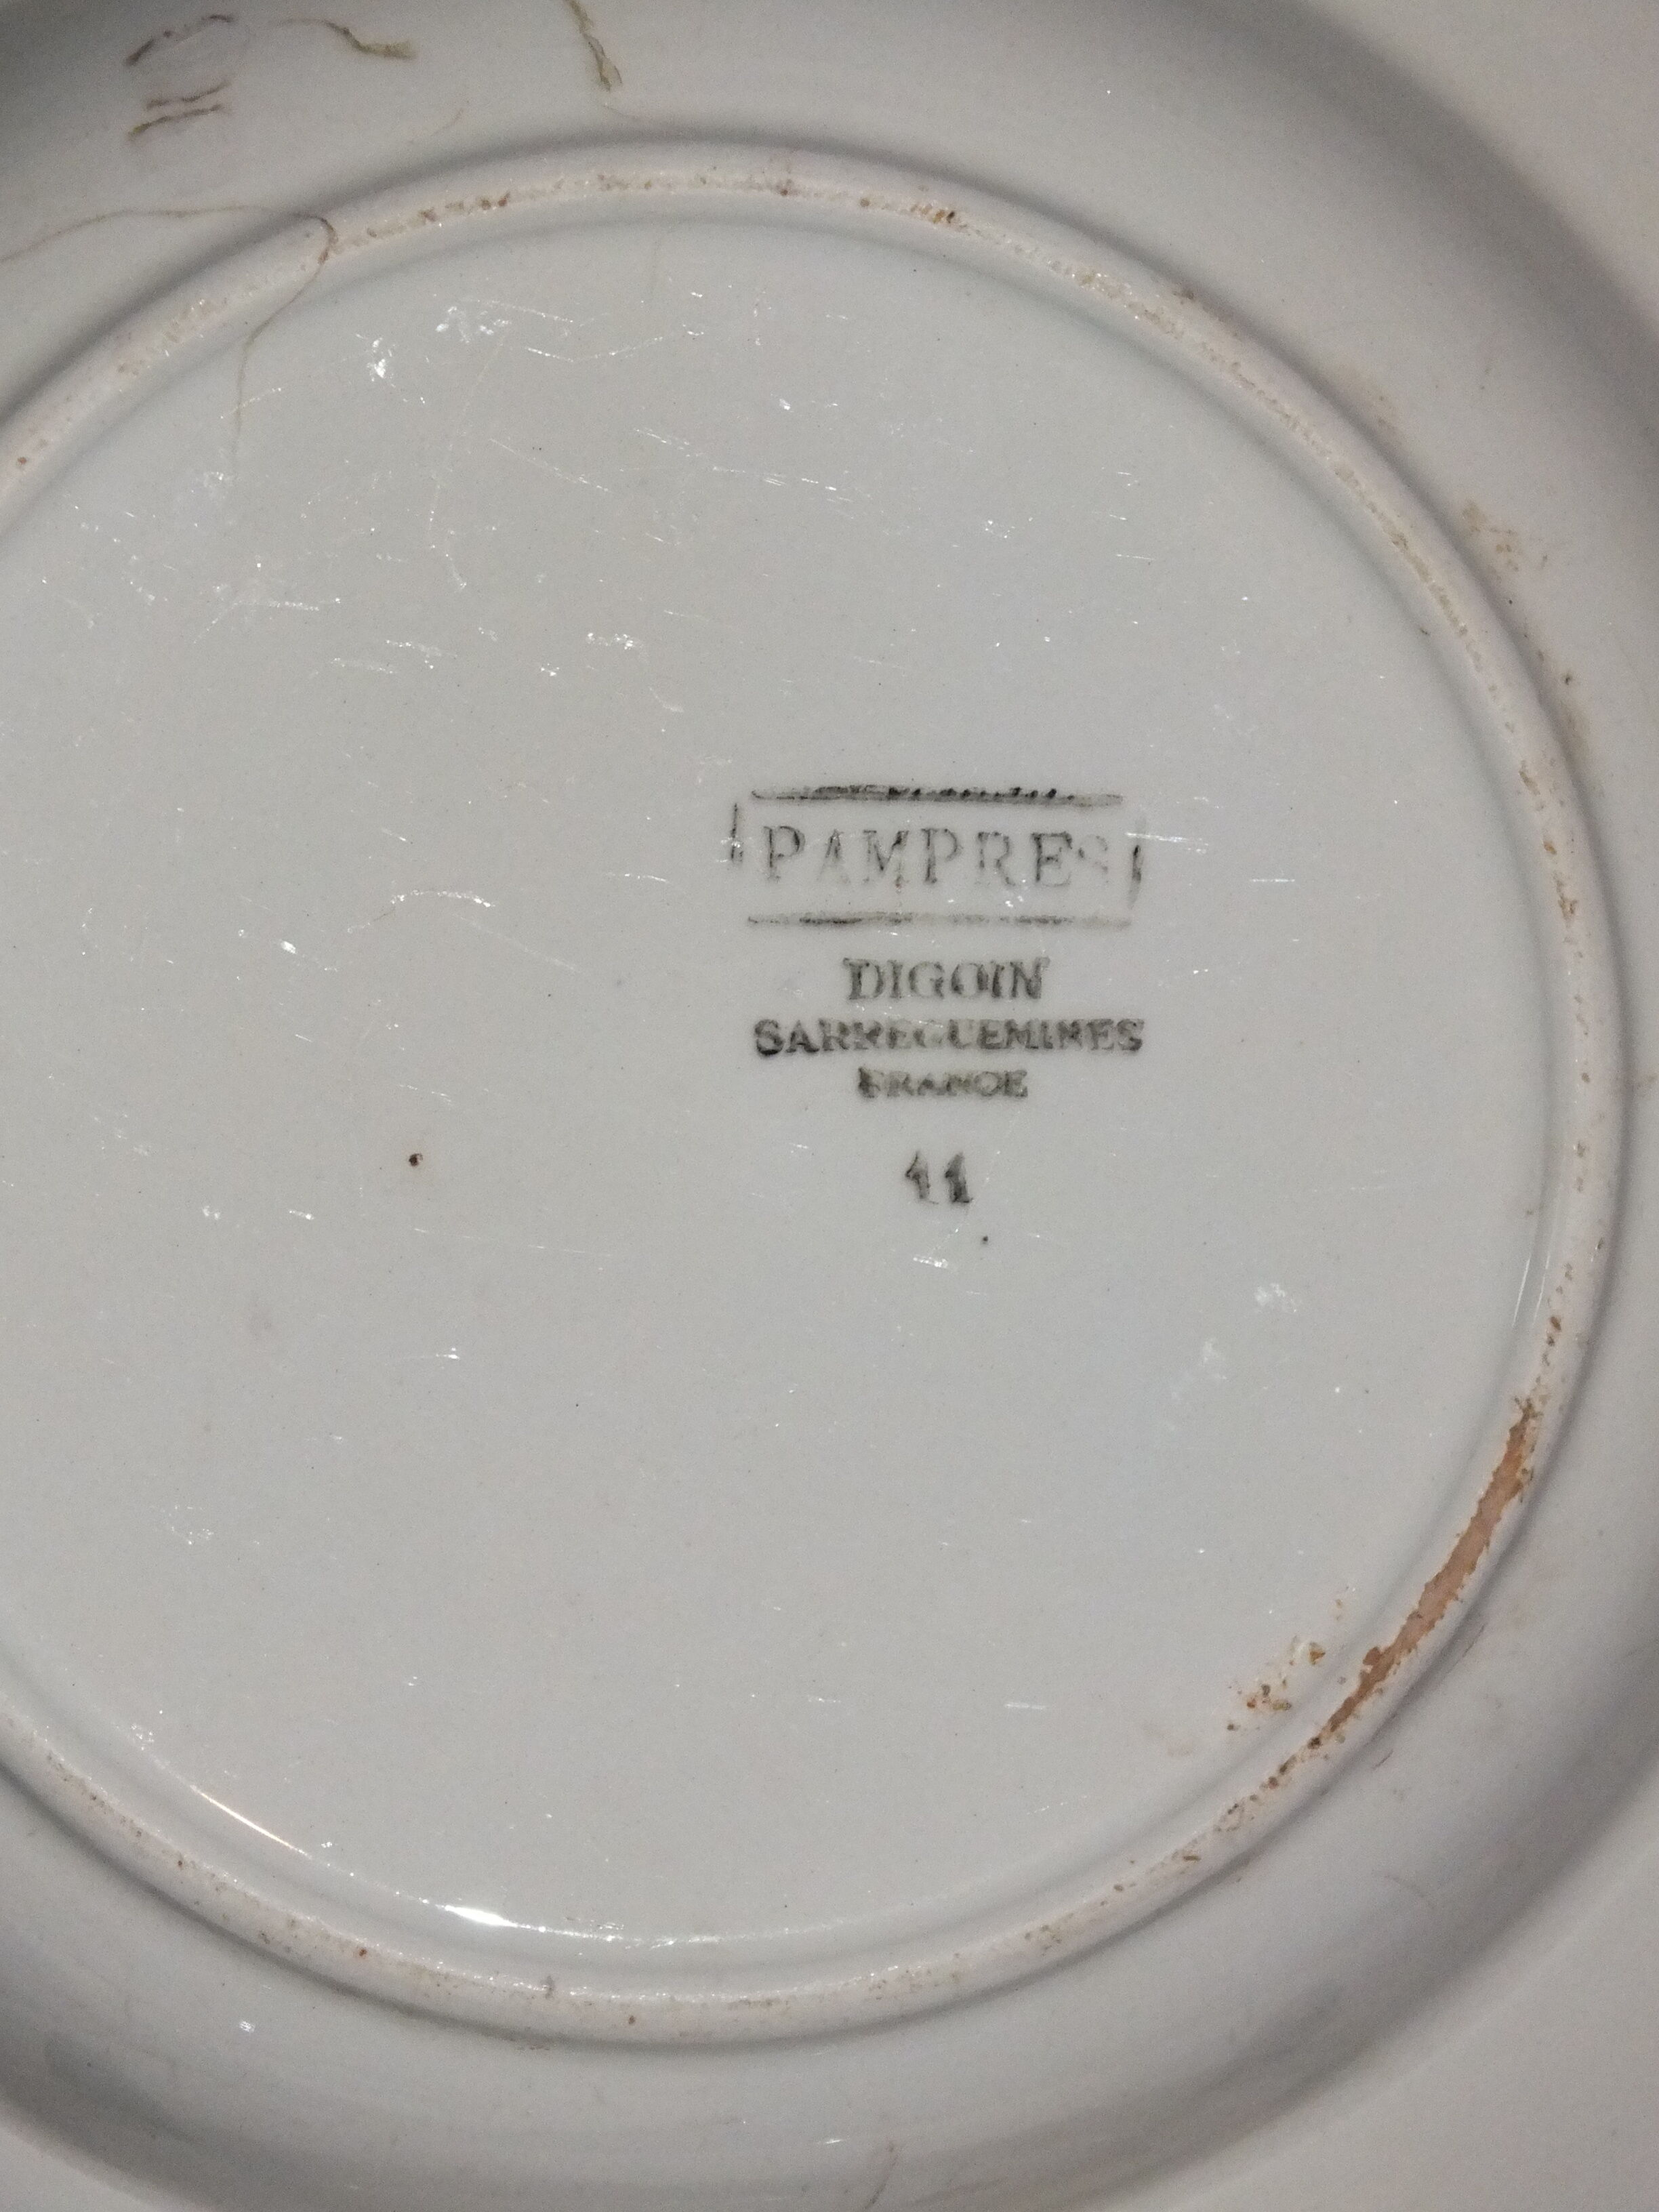 PAMPRES
DIGOIN
SARREGUEMINES
FRANCE
11